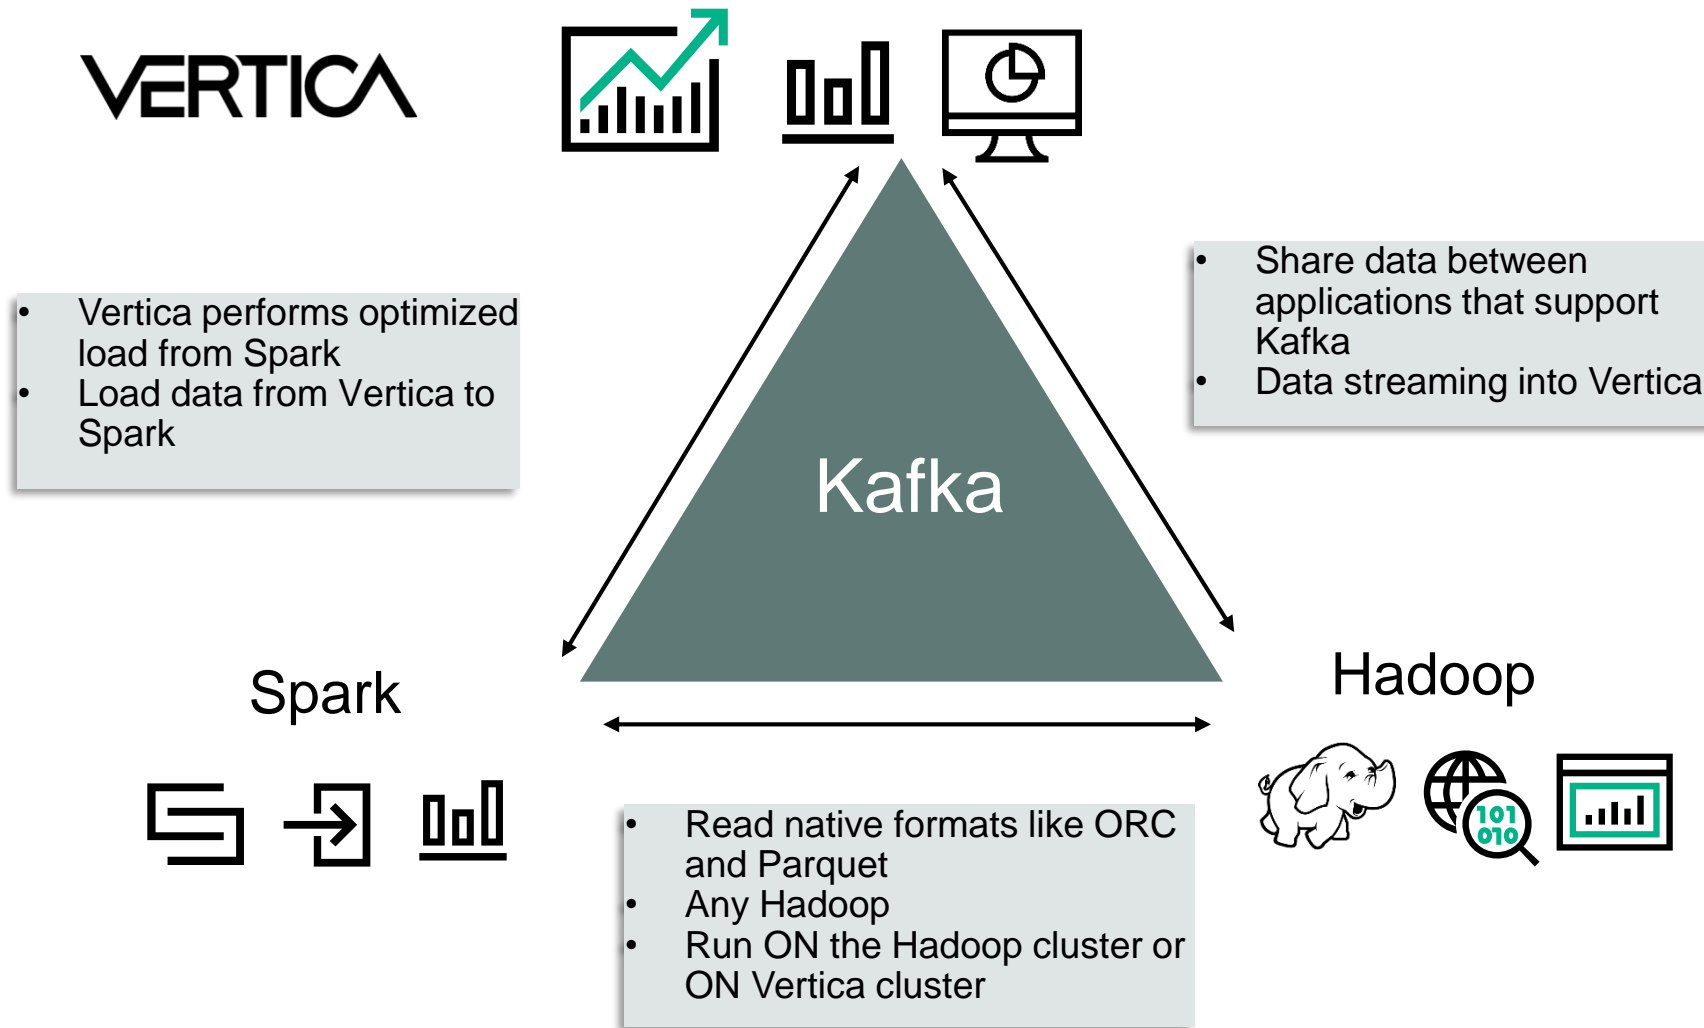 VERTICA
• Share data between
applications that support
Kafka
• Data streaming into Vertica
• Vertica performs optimized
load from Spark
• Load data from Vertica to
Spark
Kafka
Spark
Hadoop
101
010
• Read native formats like ORC
and Parquet
• Any Hadoop
• Run ON the Hadoop cluster or
ON Vertica cluster